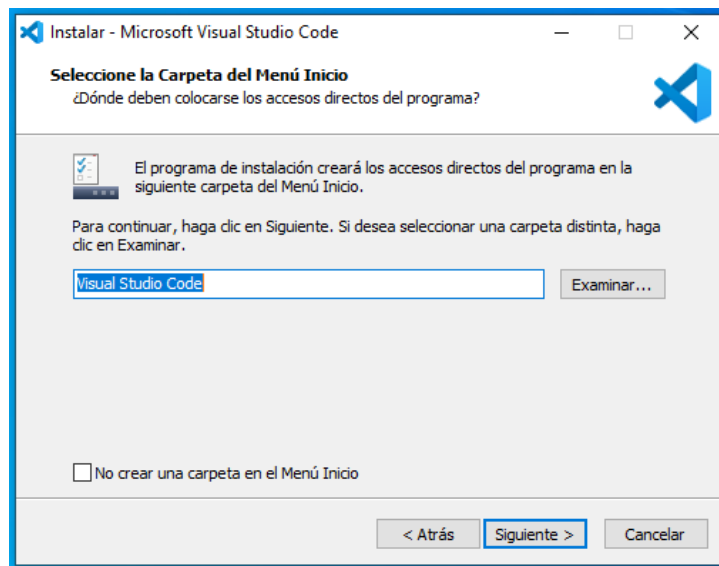 Instalar - Microsoft Visual Studio Code
Seleccione la Carpeta del Menú Inicio
¿Dónde deben colocarse los accesos directos del programa?
El programa de instalación creará los accesos directos del programa en la
siguiente carpeta del Menú Inicio.
Para continuar, haga clic en Siguiente. Si desea seleccionar una carpeta distinta, haga
clic en Examinar.
Visual Studio Code
Examinar...
No crear una carpeta en el Menú Inicio
< Atrás
Siguiente >
Cancelar